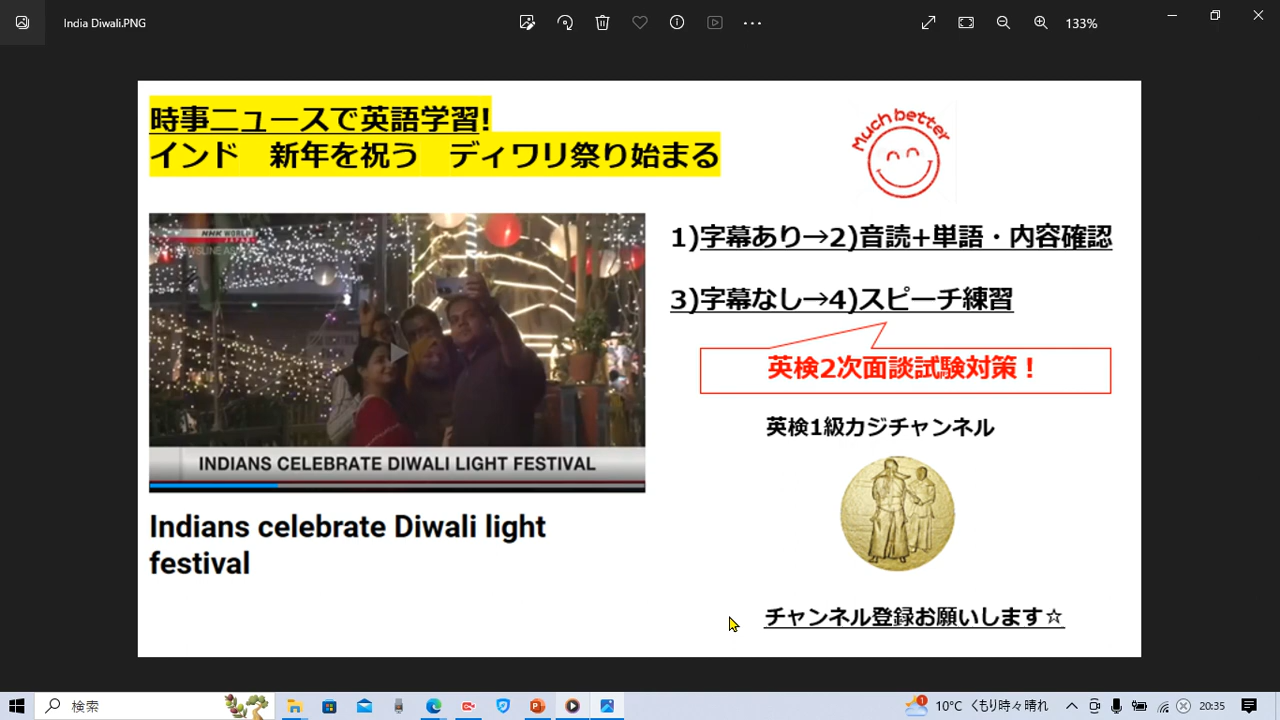 India Diwali.PNG
133%
時事ニュースで英語学習!
インド　新年を祝う　ディワリ祭り始まる
Much better
NHK WORLD
JAPAN
INDIANS CELEBRATE DIWALI LIGHT FESTIVAL
Indians celebrate Diwali light
festival
1)字幕あり→2)音読+単語・内容確認
3)字幕なし→4)スピーチ練習
英検2次面談試験対策！
英検1級カジチャンネル
チャンネル登録お願いします☆
検索
1
10°C くもり時々晴れ
20:35